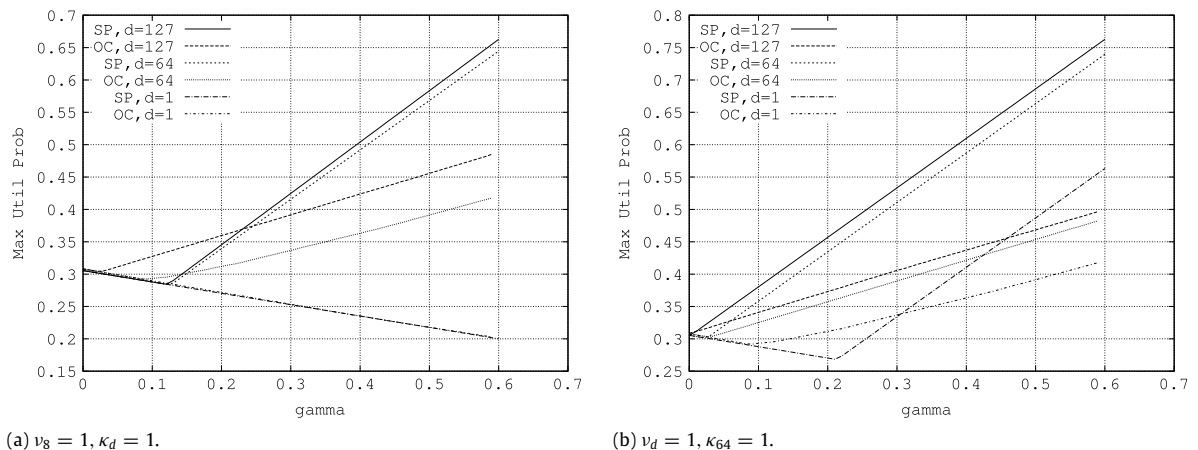 0.7
0.65
0.6
0.55
0.5
0.45
0.4
0.35
0.3
0.25
0.2
0.15
Max Util Prob
SP,d=127
OC,d=127
SP,d=64
OC,d=64
SP,d=1
OC,d=1
0 0.1 0.2 0.3 0.4 0.5 0.6 0.7
gamma
(a) ν8 = 1, κd = 1.
0.8
0.75
0.7
0.65
0.6
0.55
0.5
0.45
0.4
0.35
0.3
0.25
Max Util Prob
SP,d=127
OC,d=127
SP,d=64
OC,d=64
SP,d=1
OC,d=1
0 0.1 0.2 0.3 0.4 0.5 0.6 0.7
gamma
(b) νd = 1, κ64 = 1.